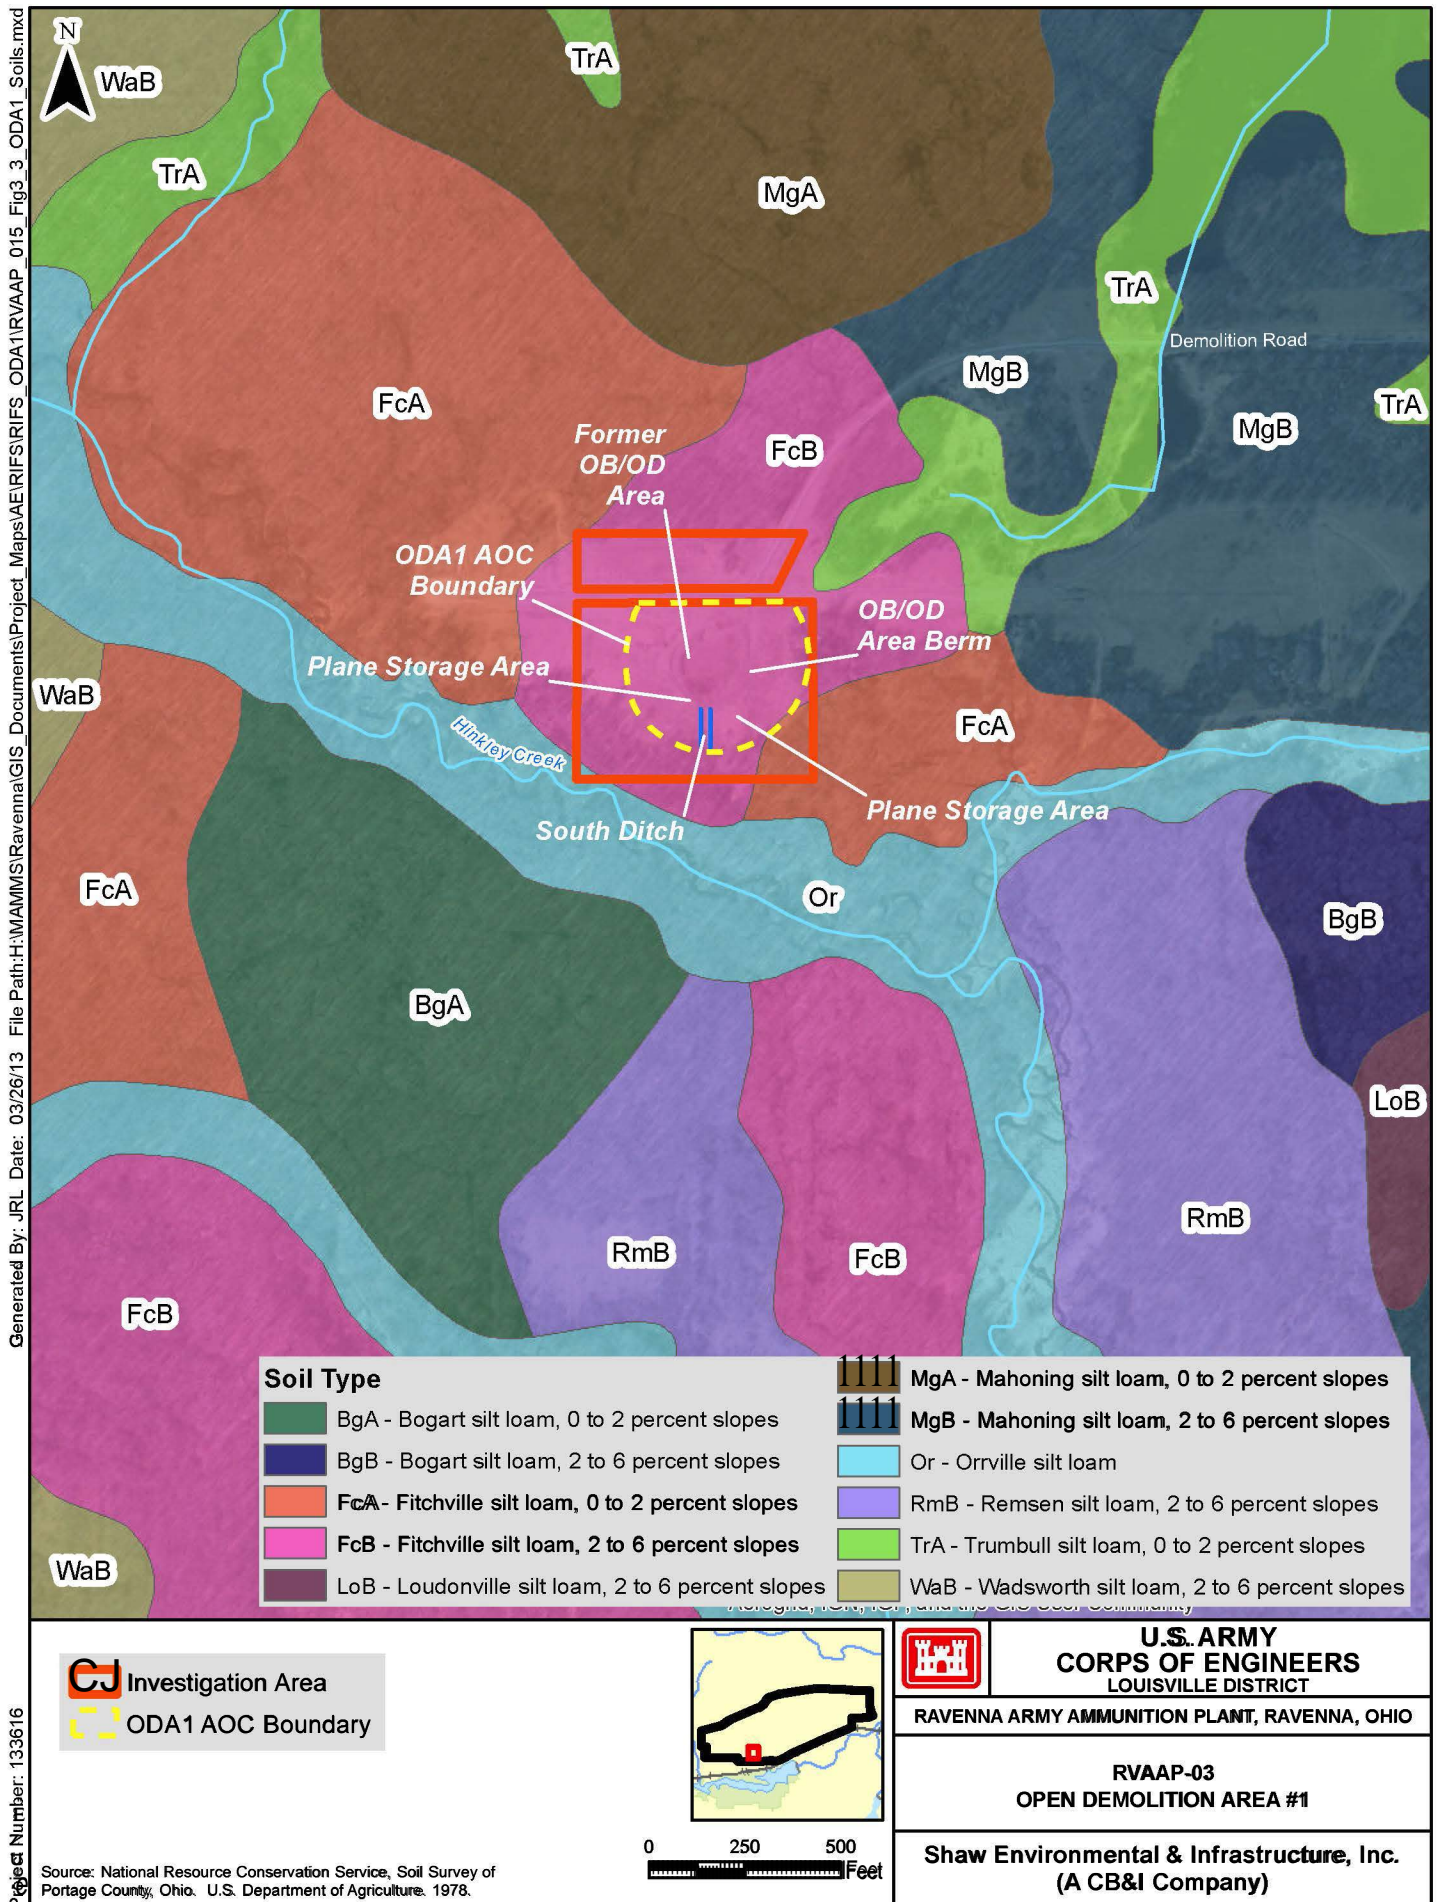 Generated By: JRL Date: 03/26/13 File Path:H:\MAMMS\Ravenna\GIS_Documents\Project_Maps\AE\RIFS\RIFS_ODA1\RVAAP_015_Fig3_3_ODA1_Soils.mxd
N
WaB
TrA
TrA
MgA
TrA
Demolition Road
MgB
TrA
MgB
FcA
FcB
Former
OB/OD
Area
ODA1 AOC
Boundary
OB/OD
Area Berm
Plane Storage Area
WaB
FcA
Hinkley Creek
Plane Storage Area
South Ditch
FcA
Or
BgB
BgA
LoB
RmB
RmB
FcB
FcB
WaB
Soil Type
BgA - Bogart silt loam, 0 to 2 percent slopes
BgB - Bogart silt loam, 2 to 6 percent slopes
FcA - Fitchville silt loam, 0 to 2 percent slopes
FcB - Fitchville silt loam, 2 to 6 percent slopes
LoB - Loudonville silt loam, 2 to 6 percent slopes
1111 MgA - Mahoning silt loam, 0 to 2 percent slopes
1111 MgB - Mahoning silt loam, 2 to 6 percent slopes
Or - Orrville silt loam
RmB - Remsen silt loam, 2 to 6 percent slopes
TrA - Trumbull silt loam, 0 to 2 percent slopes
WaB - Wadsworth silt loam, 2 to 6 percent slopes
CJ Investigation Area
ODA1 AOC Boundary
Project Number: 133616
Source: National Resource Conservation Service, Soil Survey of
Portage County, Ohio. U.S. Department of Agriculture. 1978.
0 250 500
Feet
U.S. ARMY
CORPS OF ENGINEERS
LOUISVILLE DISTRICT
RAVENNA ARMY AMMUNITION PLANT, RAVENNA, OHIO
RVAAP-03
OPEN DEMOLITION AREA #1
Shaw Environmental & Infrastructure, Inc.
(A CB&I Company)